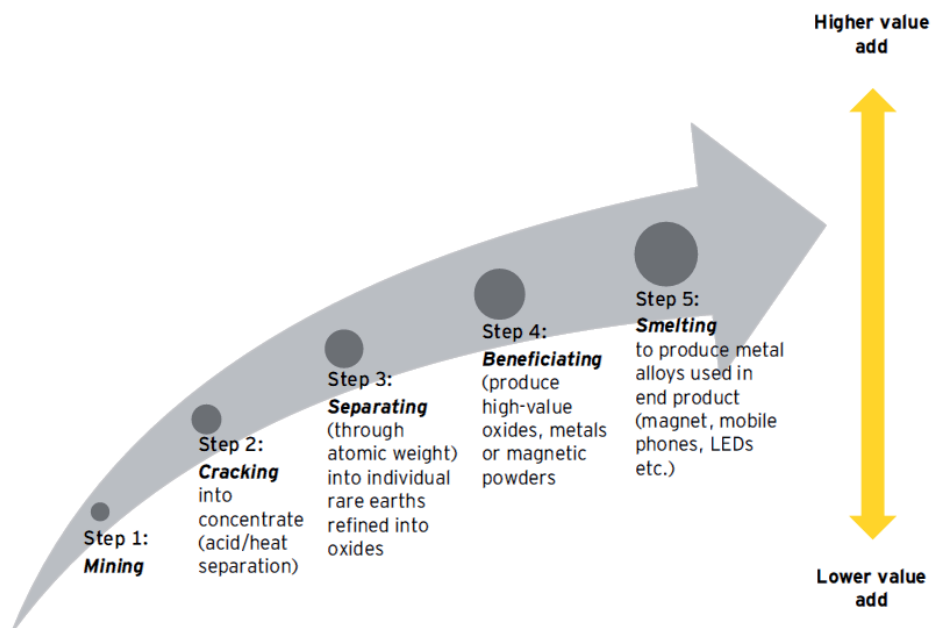 Higher value
add
Step 5:
Smelting
to produce metal
alloys used in
end product
(magnet, mobile
phones, LEDs
etc.)
Step 4:
Beneficiating
(produce
high-value
oxides, metals
or magnetic
powders
Step 3:
Separating
(through
atomic weight)
into individual
rare earths
refined into
oxides
Step 2:
Cracking
into
concentrate
(acid/heat
separation)
Step 1:
Mining
Lower value
add